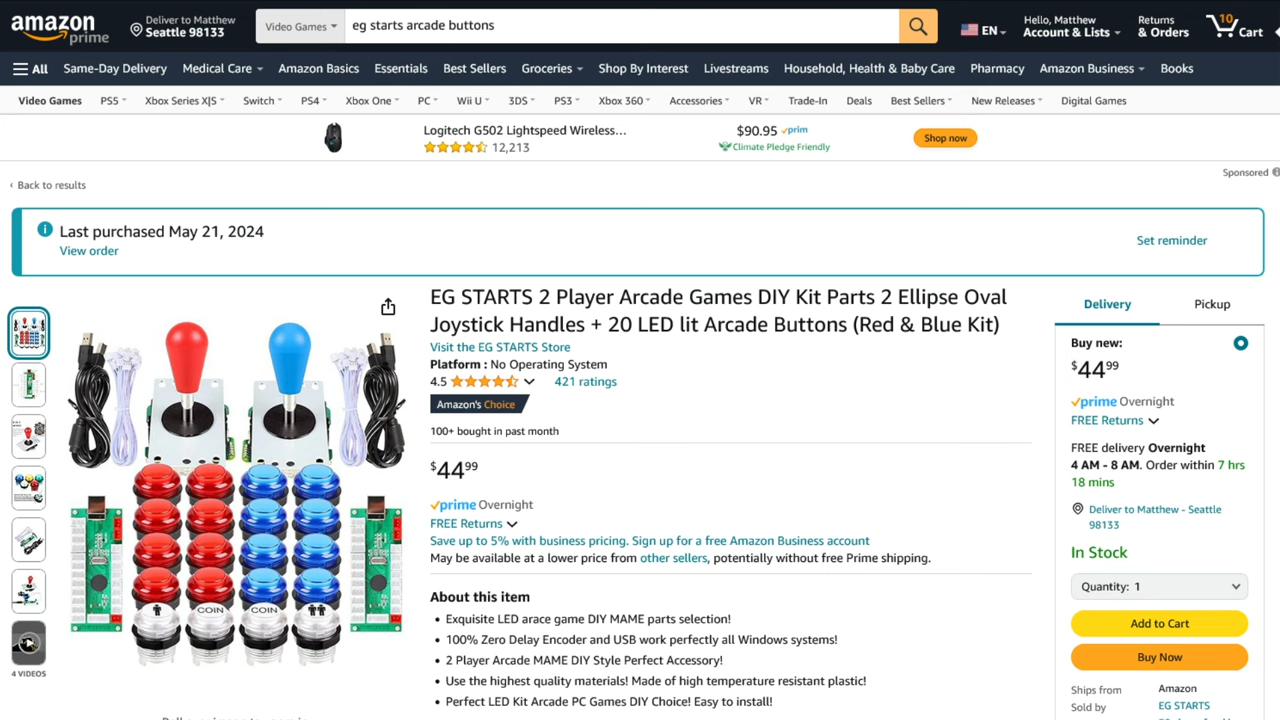 amazon
prime
Deliver to Matthew
Seattle 98133
Video Games
eg starts arcade buttons
EN
Hello, Matthew
Account & Lists
Returns
& Orders
10
Cart
All
Same-Day Delivery
Medical Care
Amazon Basics
Essentials
Best Sellers
Groceries
Shop By Interest
Livestreams
Household, Health & Baby Care
Pharmacy
Amazon Business
Books
Video Games
PS5
Xbox Series X|S
Switch
PS4
Xbox One
PC
Wii U
3DS
PS3
Xbox 360
Accessories
VR
Trade-In
Deals
Best Sellers
New Releases
Digital Games
Logitech G502 Lightspeed Wireless...
12,213
$90.95 prim
Climate Pledge Friendly
Shop now
Sponsored
‹ Back to results
Last purchased May 21, 2024
View order
Set reminder
4 VIDEOS
COIN
COIN
EG STARTS 2 Player Arcade Games DIY Kit Parts 2 Ellipse Oval
Joystick Handles + 20 LED lit Arcade Buttons (Red & Blue Kit)
Visit the EG STARTS Store
Platform : No Operating System
4.5
421 ratings
Amazon's Choice
100+ bought in past month
$4499
prime Overnight
FREE Returns
Save up to 5% with business pricing. Sign up for a free Amazon Business account
May be available at a lower price from other sellers, potentially without free Prime shipping.
About this item
• Exquisite LED arace game DIY MAME parts selection!
• 100% Zero Delay Encoder and USB work perfectly all Windows systems!
• 2 Player Arcade MAME DIY Style Perfect Accessory!
• Use the highest quality materials! Made of high temperature resistant plastic!
• Perfect LED Kit Arcade PC Games DIY Choice! Easy to install!
Delivery
Pickup
Buy new:
$4499
prime Overnight
FREE Returns
FREE delivery Overnight
4 AM - 8 AM. Order within 7 hrs
18 mins
Deliver to Matthew - Seattle
98133
In Stock
Quantity: 1
Add to Cart
Buy Now
Ships from
Amazon
Sold by
EG STARTS